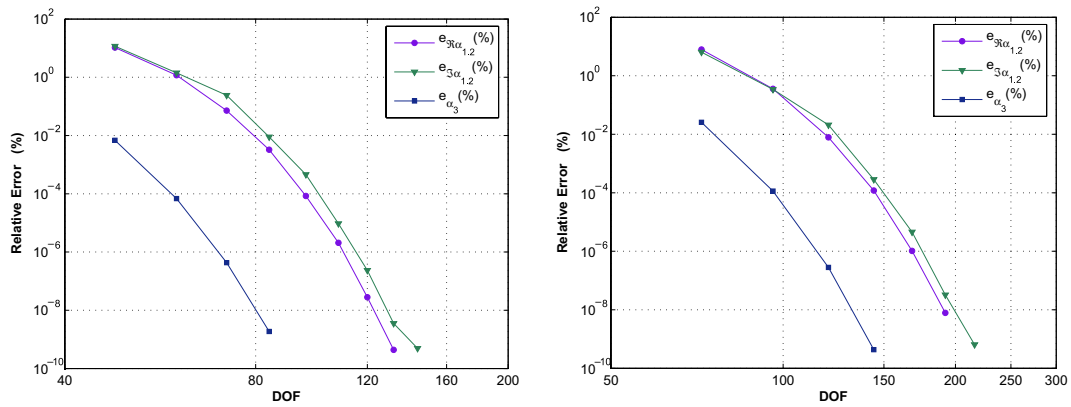 10^2
10^0
10^−2
10^−4
10^−6
10^−8
10^−10
Relative Error (%)
40
80
120
160
200
DOF
e_ℜα_1.2 (%)
e_ℑα_1.2 (%)
e_α_3 (%)
10^2
10^0
10^−2
10^−4
10^−6
10^−8
10^−10
Relative Error (%)
50
100
150
200
250
300
DOF
e_ℜα_1.2 (%)
e_ℑα_1.2 (%)
e_α_3 (%)